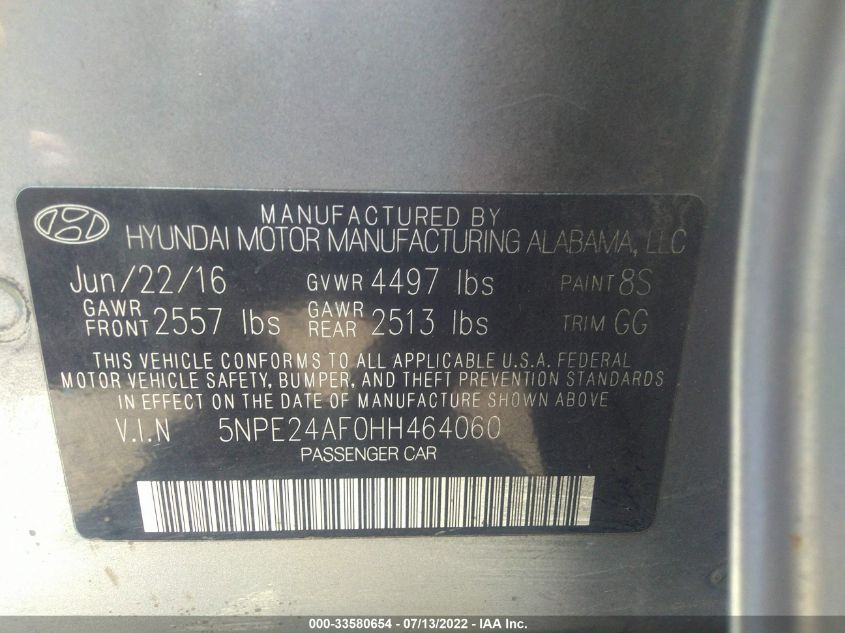 MANUFACTURED BY
HYUNDAI MOTOR MANUFACTURING ALABAMA, LLC
Jun/22/16 GVWR 4497 lbs PAINT 8S
GAWR FRONT 2557 lbs GAWR REAR 2513 lbs TRIM GG
THIS VEHICLE CONFORMS TO ALL APPLICABLE U.S.A. FEDERAL
MOTOR VEHICLE SAFETY, BUMPER, AND THEFT PREVENTION STANDARDS
IN EFFECT ON THE DATE OF MANUFACTURE SHOWN ABOVE
V.I.N 5NPE24AF0HH464060
PASSENGER CAR
000-33580654 - 07/13/2022 - IAA Inc.